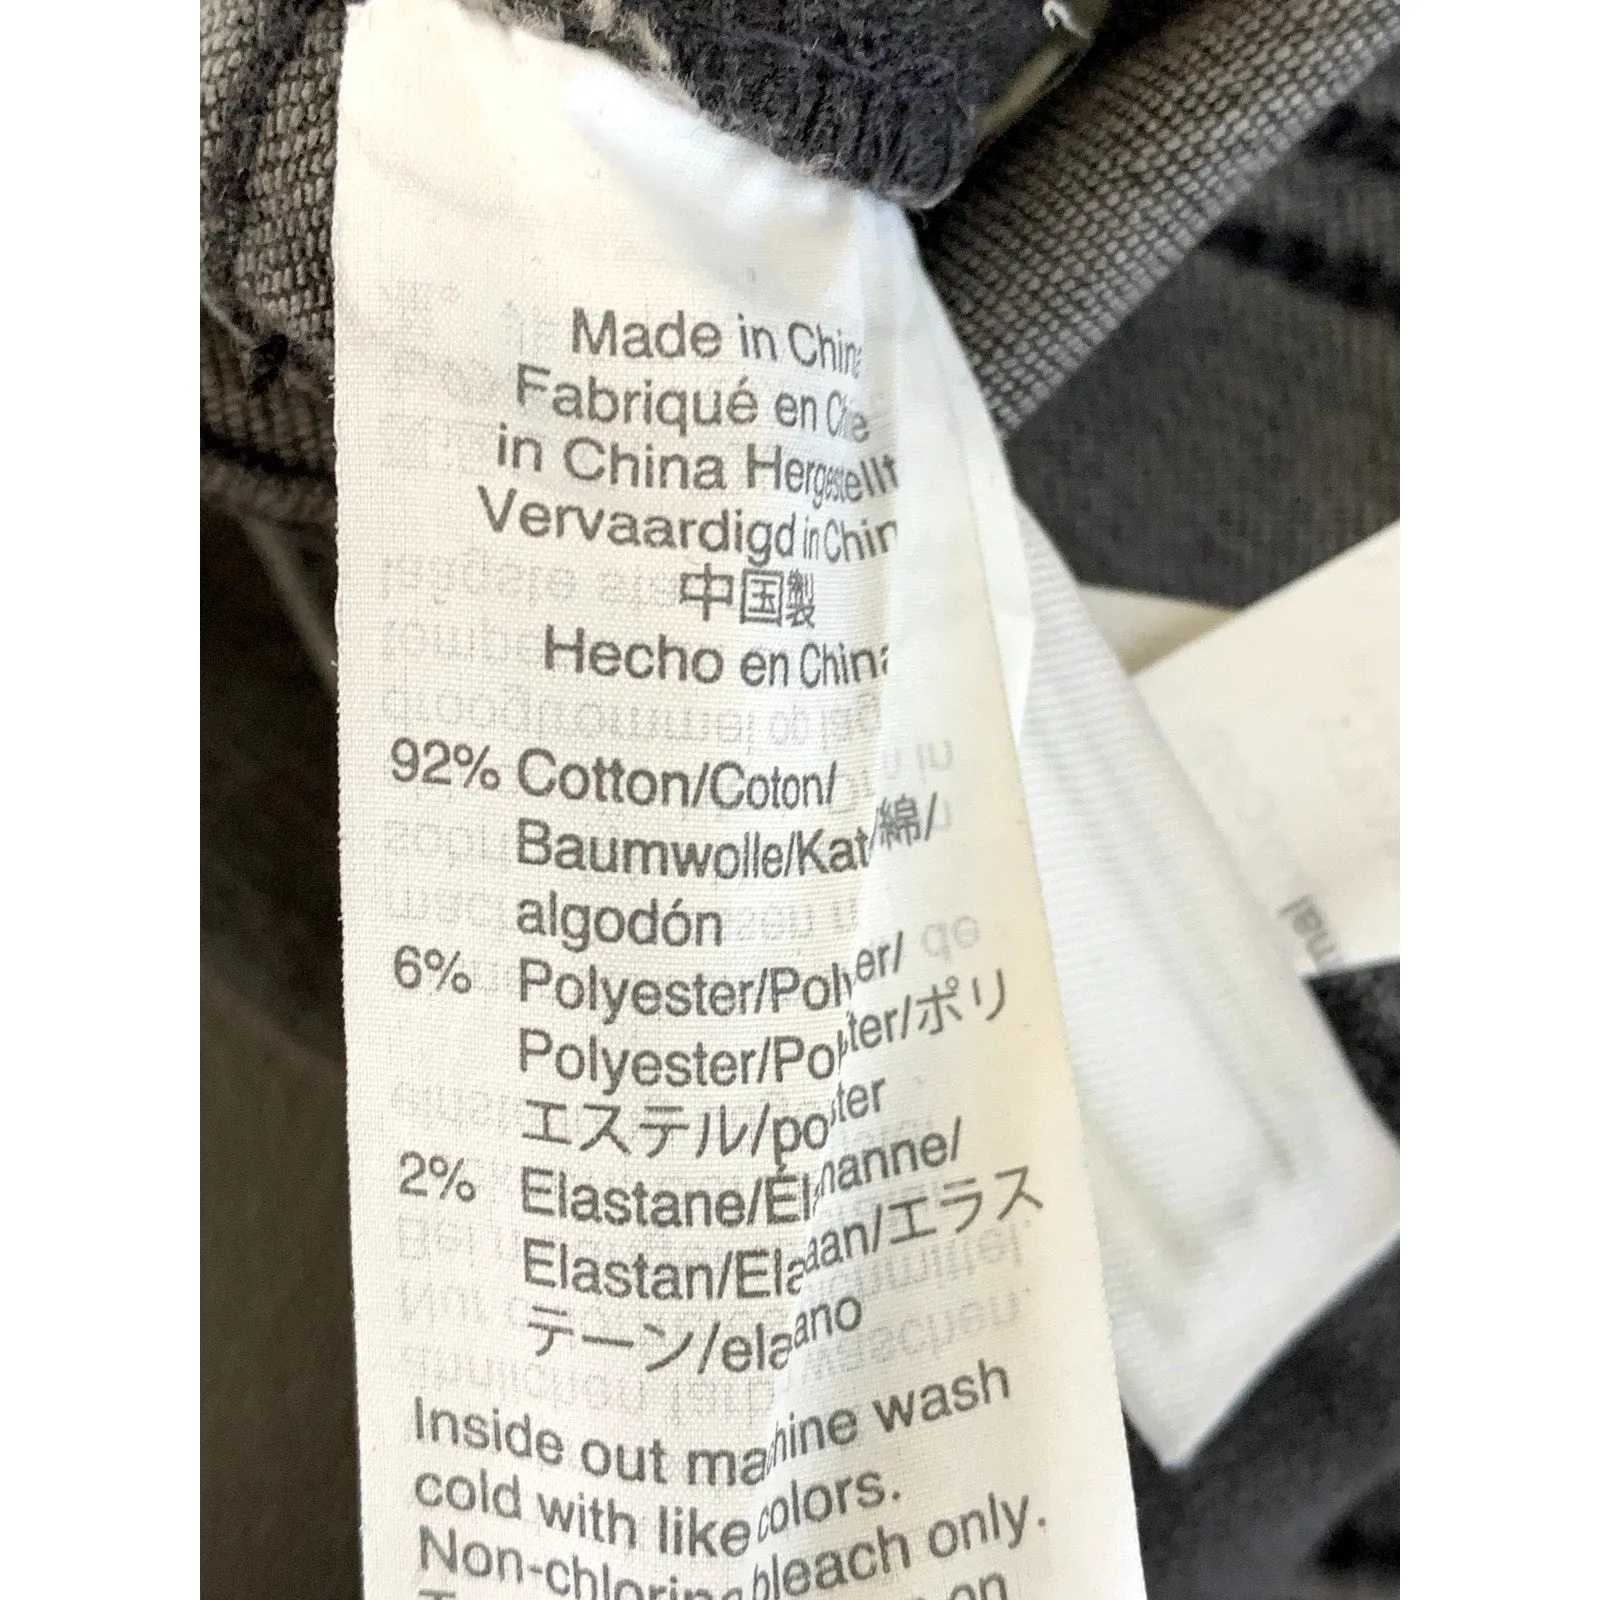 Made in China
Fabriqué en
in China Hergestellt
Vervaardigd in China
中国製
Hecho en China
92% Cotton/Coton/
Baumwolle/Kat/綿/
algodón
6% Polyester/Polyester/
Polyester/Polyester/ポリ
エステル/
2% Elastane/Élasthanne/
Elastan/Elastaan/エラス
テーン/elastano
Inside out machine wash
cold with like colors.
Non-chlorine bleach only.
on